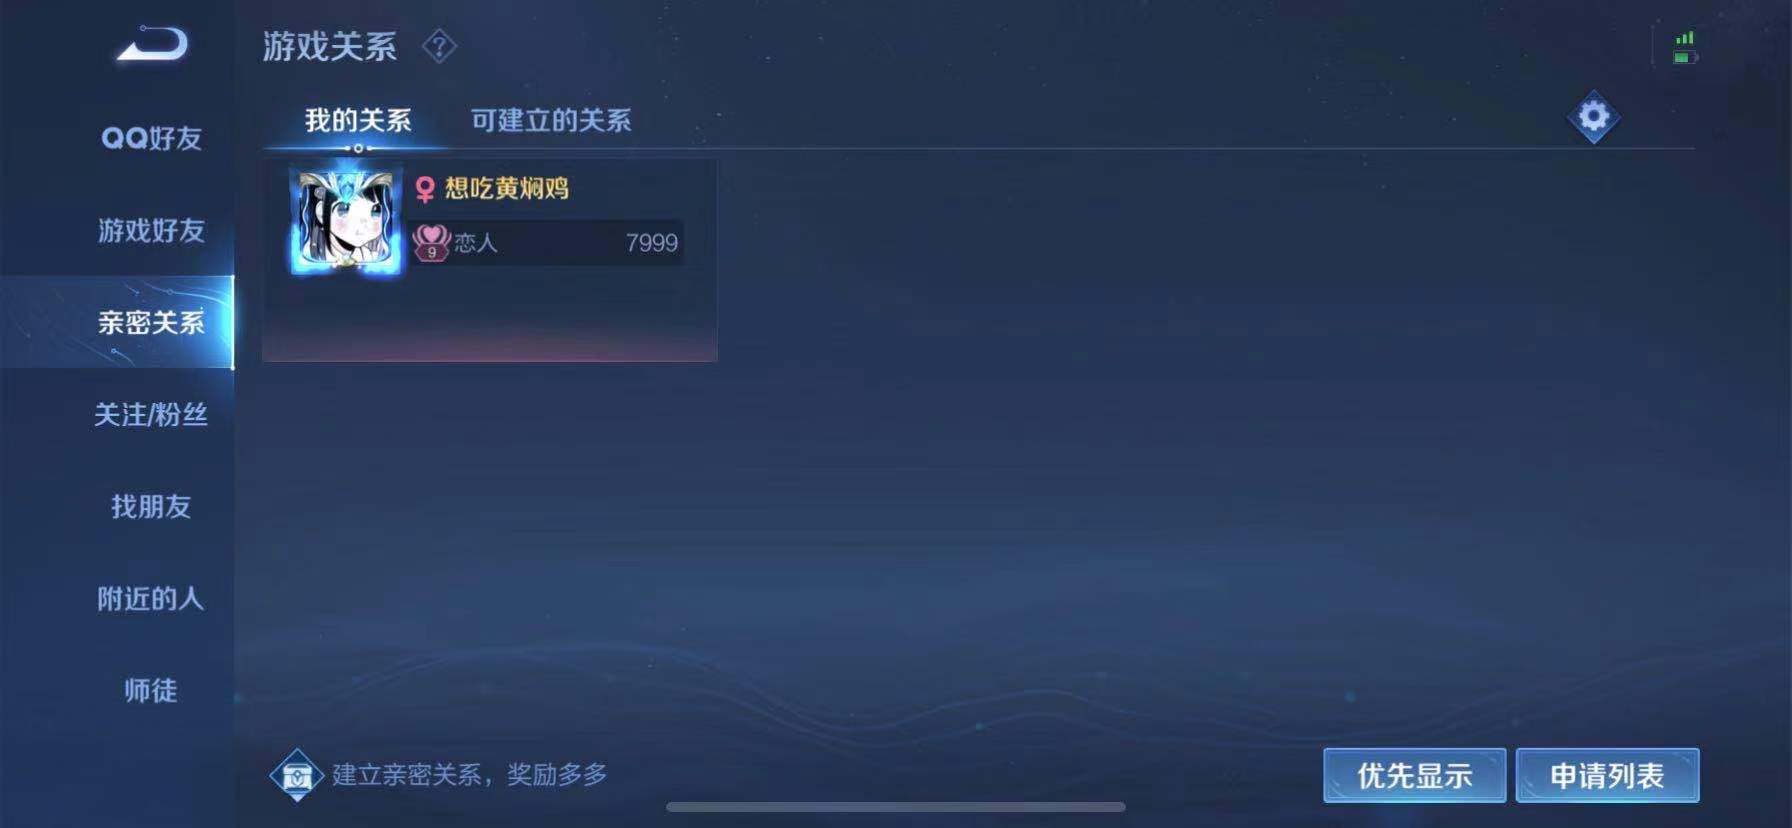 游戏关系
QQ好友
游戏好友
亲密关系
关注/粉丝
找朋友
附近的人
师徒
我的关系
可建立的关系
想吃黄焖鸡
9
恋人
7999
建立亲密关系，奖励多多
优先显示
申请列表